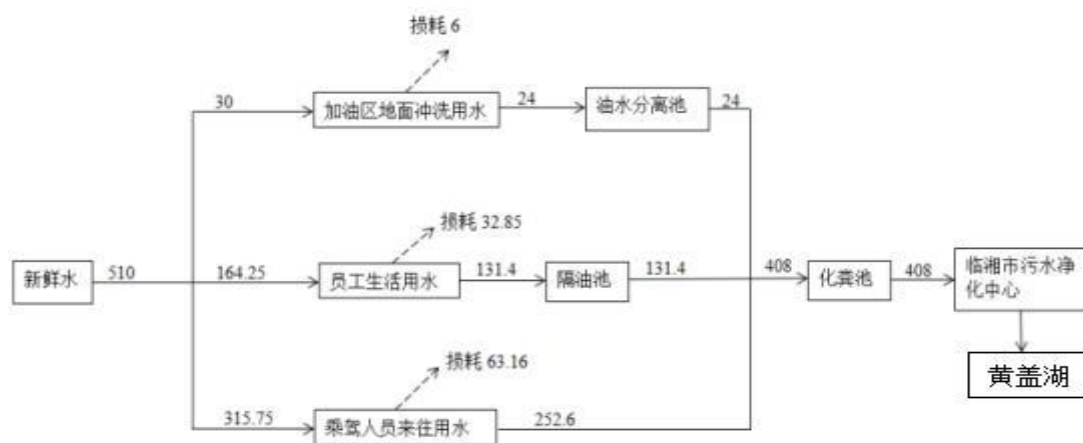 损耗 6
30
加油区地面冲洗用水
24
油水分离池
24
损耗 32.85
新鲜水
510
164.25
员工生活用水
131.4
隔油池
131.4
408
化粪池
408
临湘市污水净
化中心
损耗 63.16
黄盖湖
315.75
乘驾人员来往用水
252.6